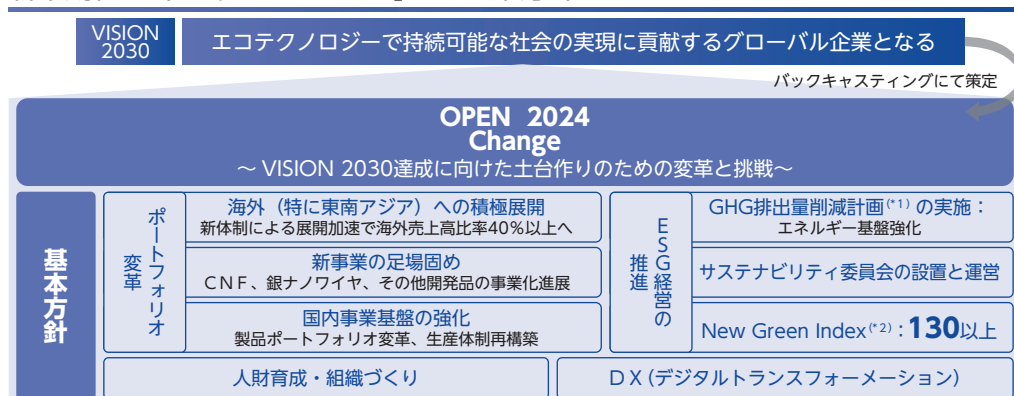 VISION
2030
エコテクノロジーで持続可能な社会の実現に貢献するグローバル企業となる
バックキャスティングにて策定
OPEN 2024
Change
～ VISION 2030達成に向けた土台作りのための変革と挑戦～
基本方針
ポートフォリオ
変革
海外（特に東南アジア）への積極展開
新体制による展開加速で海外売上高比率40％以上へ
新事業の足場固め
ＣＮＦ、銀ナノワイヤ、その他開発品の事業化進展
国内事業基盤の強化
製品ポートフォリオ変革、生産体制再構築
ESG経営の
推進
GHG排出量削減計画(*1) の実施：
エネルギー基盤強化
サステナビリティ委員会の設置と運営
New Green Index(*2)：130以上
人財育成・組織づくり
ＤＸ(デジタルトランスフォーメーション)